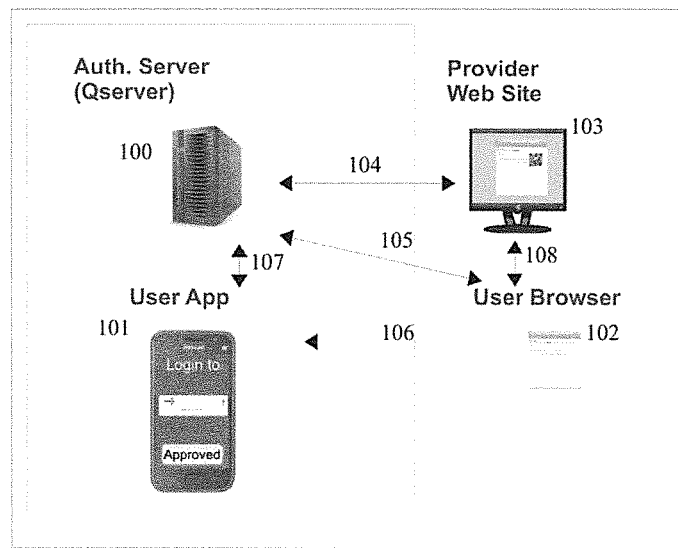 Auth. Server
(Qserver)
Provider
Web Site
100
103
104
105
107
108
User App
User Browser
101
106
102
Login to
Approved